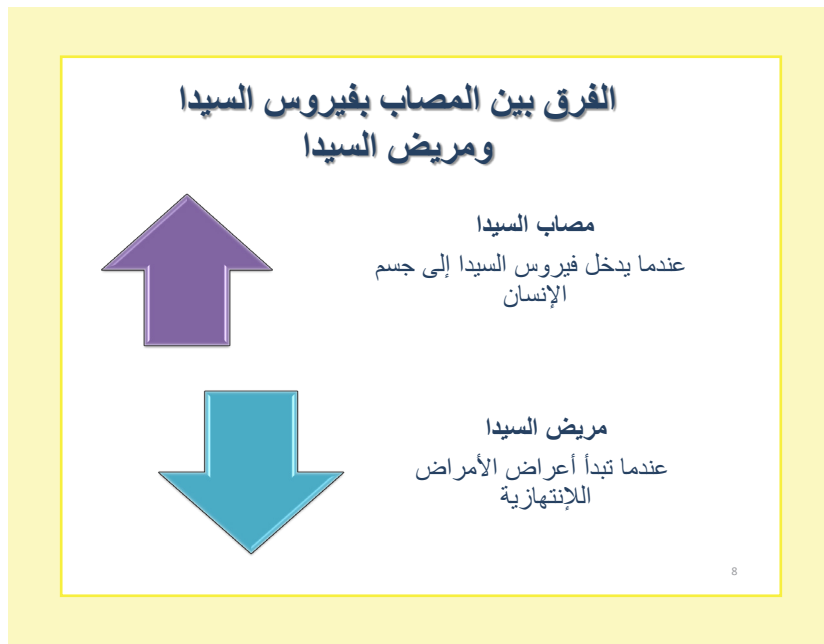 الفرق بين المصاب بفيروس السيدا
ومريض السيدا
مصاب السيدا
عندما يدخل فيروس السيدا إلى جسم
الإنسان
مريض السيدا
عندما تبدأ أعراض الأمراض
اللإنتهازية
8